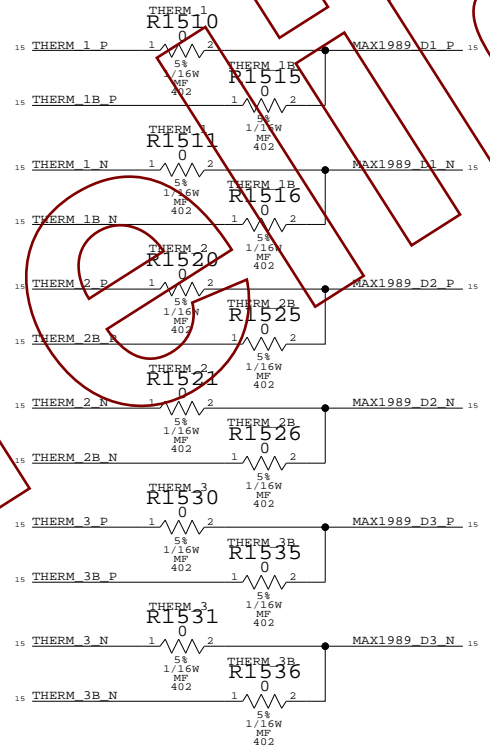 THERM_1
R1510
0
15 THERM_1_P 1 2 MAX1989_D1_P 15
5%
1/16W
MF
402
THERM_1B
R1515
0
15 THERM_1B_P 1 2
5%
1/16W
MF
402
THERM_1
R1511
0
15 THERM_1_N 1 2 MAX1989_D1_N 15
5%
1/16W
MF
402
THERM_1B
R1516
0
15 THERM_1B_N 1 2
5%
1/16W
MF
402
THERM_2
R1520
0
15 THERM_2_P 1 2 MAX1989_D2_P 15
5%
1/16W
MF
402
THERM_2B
R1525
0
15 THERM_2B_P 1 2
5%
1/16W
MF
402
THERM_2
R1521
0
15 THERM_2_N 1 2 MAX1989_D2_N 15
5%
1/16W
MF
402
THERM_2B
R1526
0
15 THERM_2B_N 1 2
5%
1/16W
MF
402
THERM_3
R1530
0
15 THERM_3_P 1 2 MAX1989_D3_P 15
5%
1/16W
MF
402
THERM_3B
R1535
0
15 THERM_3B_P 1 2
5%
1/16W
MF
402
THERM_3
R1531
0
15 THERM_3_N 1 2 MAX1989_D3_N 15
5%
1/16W
MF
402
THERM_3B
R1536
0
15 THERM_3B_N 1 2
5%
1/16W
MF
402